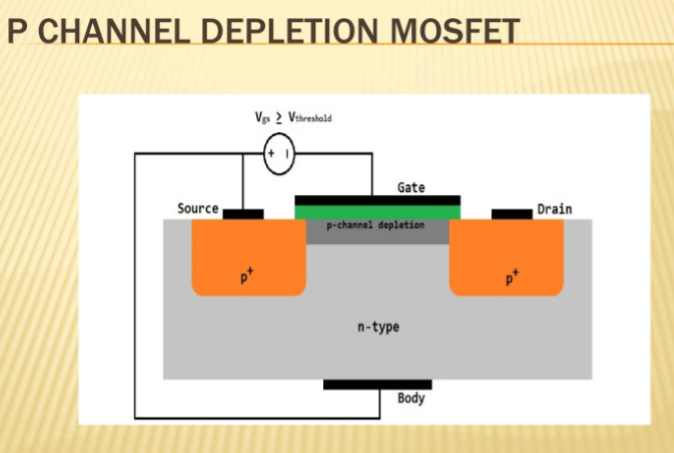 P CHANNEL DEPLETION MOSFET
Vgs ≥ Vthreshold
+ -
Gate
Source
Drain
p-channel depletion
p+
p+
n-type
Body